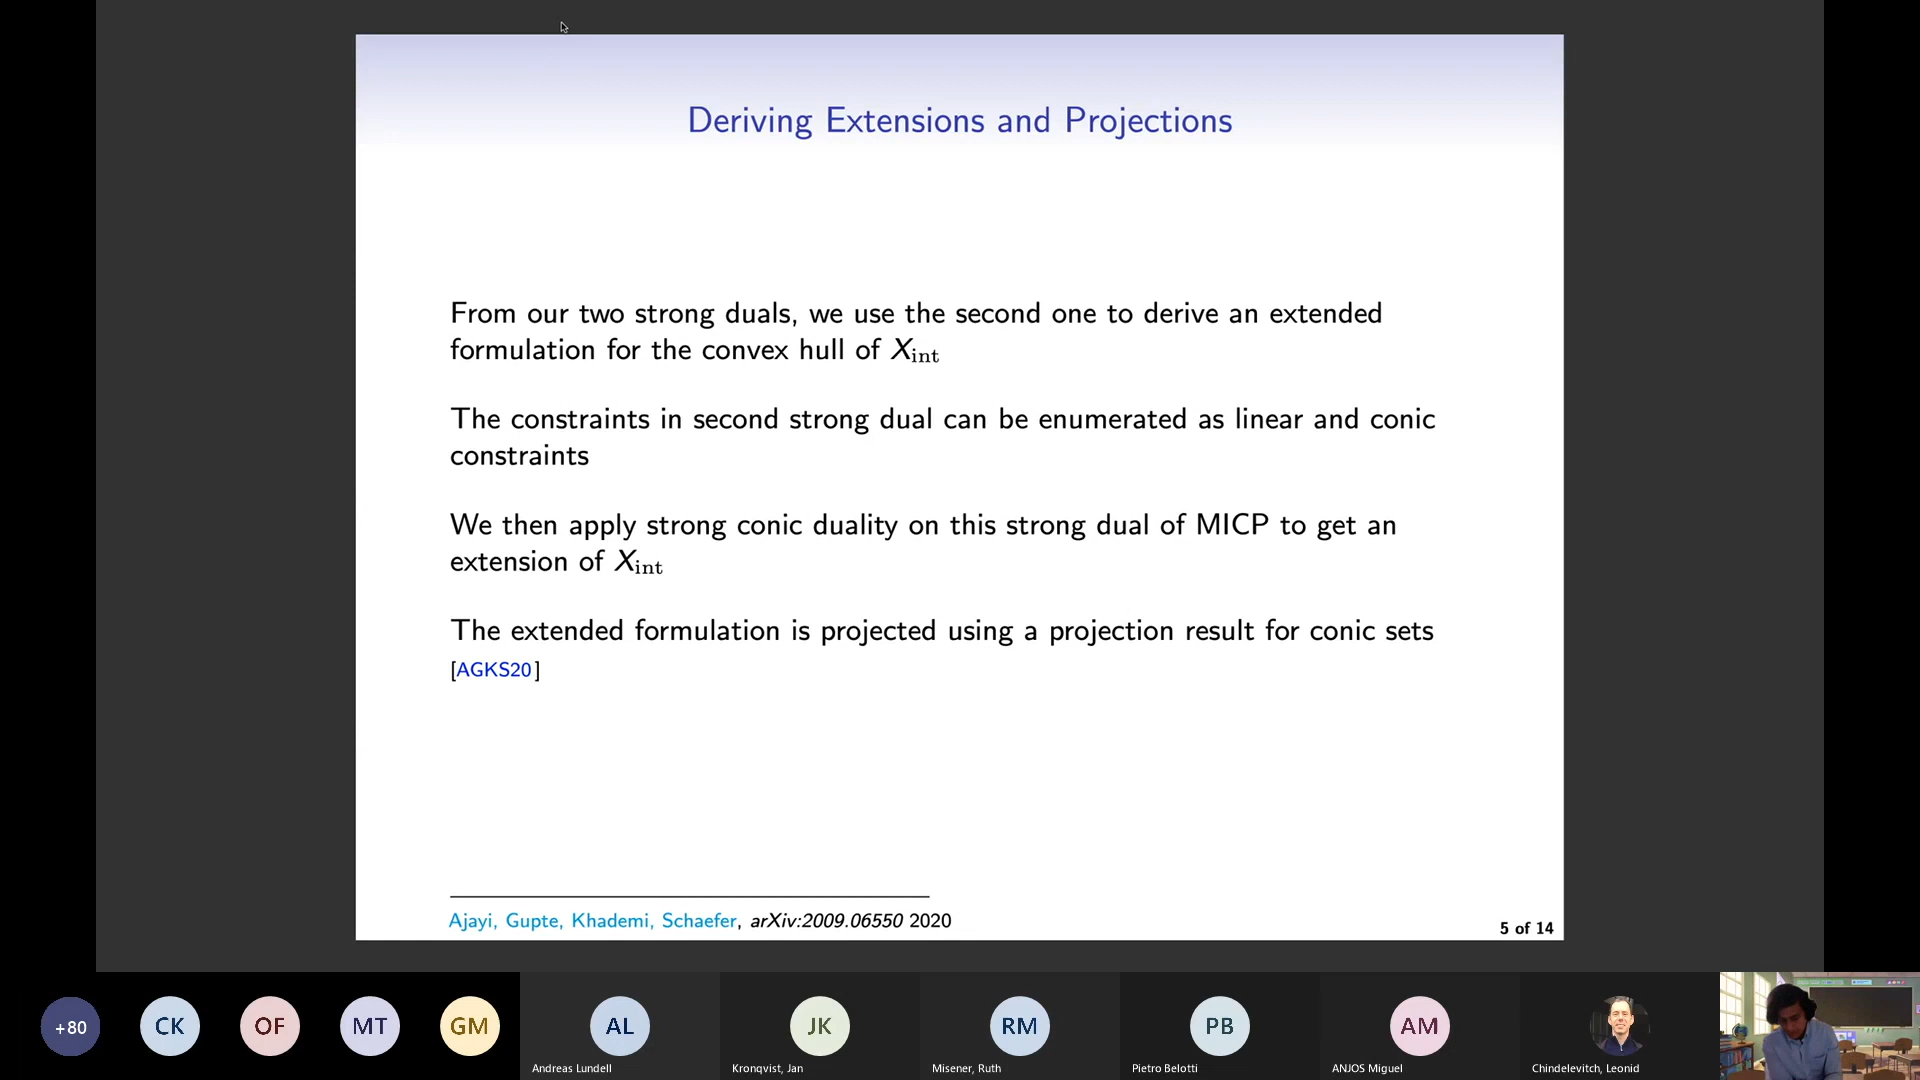 Deriving Extensions and Projections
From our two strong duals, we use the second one to derive an extended
formulation for the convex hull of Xint
The constraints in second strong dual can be enumerated as linear and conic
constraints
We then apply strong conic duality on this strong dual of MICP to get an
extension of Xint
The extended formulation is projected using a projection result for conic sets
[AGKS20]
Ajayi, Gupte, Khademi, Schaefer, arXiv:2009.06550 2020
5 of 14
+80
CK
OF
MT
GM
AL
JK
RM
PB
AM
Andreas Lundell
Kronqvist, Jan
Misener, Ruth
Pietro Belotti
ANJOS Miguel
Chindelevitch, Leonid